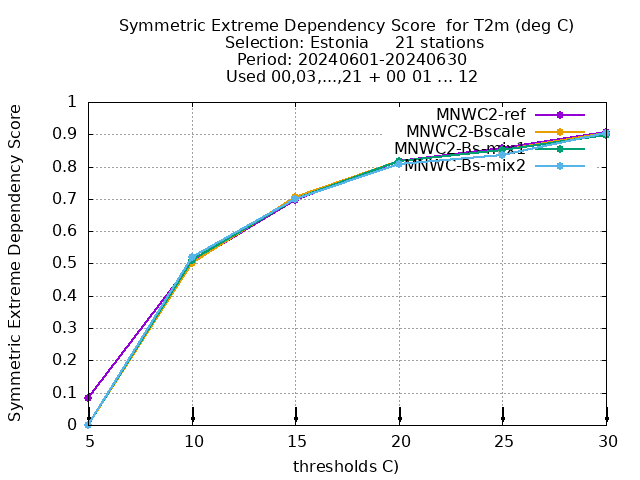 Symmetric Extreme Dependency Score  for T2m (deg C)
Selection: Estonia     21 stations
Period: 20240601-20240630
Used 00,03,...,21 + 00 01 ... 12
Symmetric Extreme Dependency Score
1
0.9
0.8
0.7
0.6
0.5
0.4
0.3
0.2
0.1
0
MNWC2-ref
MNWC2-Bscale
MNWC2-Bs-mix1
MNWC-Bs-mix2
5 10 15 20 25 30
thresholds C)